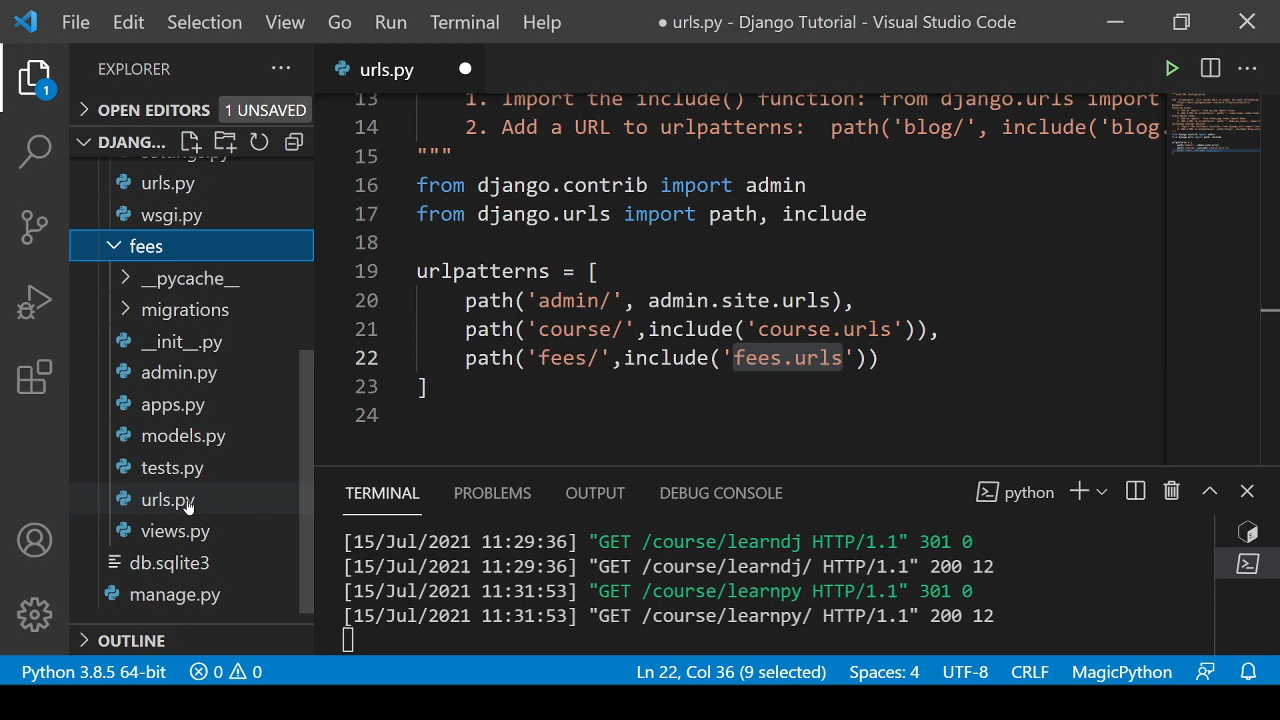 File Edit Selection View Go Run Terminal Help ● urls.py - Django Tutorial - Visual Studio Code
EXPLORER ···
1
OPEN EDITORS 1 UNSAVED
DJANG...
urls.py
wsgi.py
fees
__pycache__
migrations
__init__.py
admin.py
apps.py
models.py
tests.py
urls.py
views.py
db.sqlite3
manage.py
OUTLINE
urls.py
13 1. Import the include() function: from django.urls import
14 2. Add a URL to urlpatterns: path('blog/', include('blog.
15 """
16 from django.contrib import admin
17 from django.urls import path, include
18
19 urlpatterns = [
20 path('admin/', admin.site.urls),
21 path('course/',include('course.urls')),
22 path('fees/',include('fees.urls'))
23 ]
24
TERMINAL PROBLEMS OUTPUT DEBUG CONSOLE python
[15/Jul/2021 11:29:36] "GET /course/learndj HTTP/1.1" 301 0
[15/Jul/2021 11:29:36] "GET /course/learndj/ HTTP/1.1" 200 12
[15/Jul/2021 11:31:53] "GET /course/learnpy HTTP/1.1" 301 0
[15/Jul/2021 11:31:53] "GET /course/learnpy/ HTTP/1.1" 200 12
Python 3.8.5 64-bit 0 0 Ln 22, Col 36 (9 selected) Spaces: 4 UTF-8 CRLF MagicPython